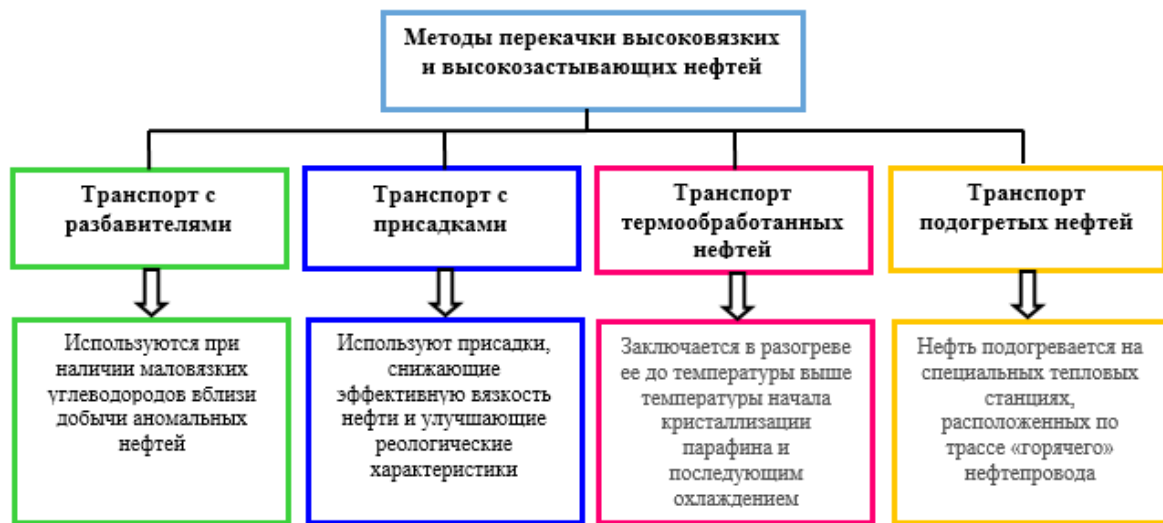 Методы перекачки высоковязких
и высокозастывающих нефтей
Транспорт с
разбавителями
Транспорт с
присадками
Транспорт
термообработанных
нефтей
Транспорт
подогретых нефтей
Используются при
наличии маловязких
углеводородов вблизи
добычи аномальных
нефтей
Используют присадки,
снижающие
эффективную вязкость
нефти и улучшающие
реологические
характеристики
Заключается в разогреве
ее до температуры выше
температуры начала
кристаллизации
парафина и
последующим
охлаждением
Нефть подогревается на
специальных тепловых
станциях,
расположенных по
трассе «горячего»
нефтепровода